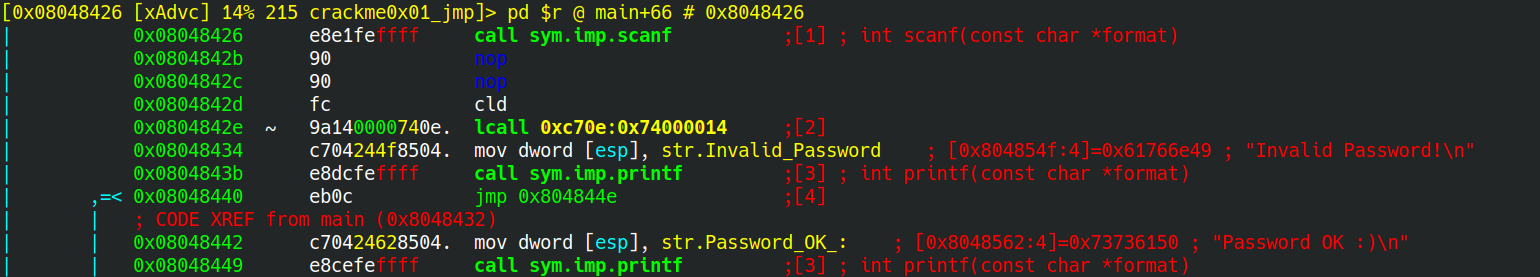 [0x08048426 [xAdvc] 14% 215 crackme0x01_jmp]> pd $r @ main+66 # 0x8048426
|           0x08048426      e8e1feffff     call sym.imp.scanf          ;[1] ; int scanf(const char *format)
|           0x0804842b      90             nop
|           0x0804842c      90             nop
|           0x0804842d      fc             cld
|           0x0804842e  ~   9a140000740e.  lcall 0xc70e:0x74000014     ;[2]
|           0x08048434      c704244f8504.  mov dword [esp], str.Invalid_Password    ; [0x804854f:4]=0x61766e49 ; "Invalid Password!\n"
|           0x0804843b      e8dcfeffff     call sym.imp.printf         ;[3] ; int printf(const char *format)
|       ,=< 0x08048440      eb0c           jmp 0x804844e               ;[4]
|       |   ; CODE XREF from main (0x8048432)
|       |   0x08048442      c70424628504.  mov dword [esp], str.Password_OK_:    ; [0x8048562:4]=0x73736150 ; "Password OK :)\n"
|       |   0x08048449      e8cefeffff     call sym.imp.printf         ;[3] ; int printf(const char *format)